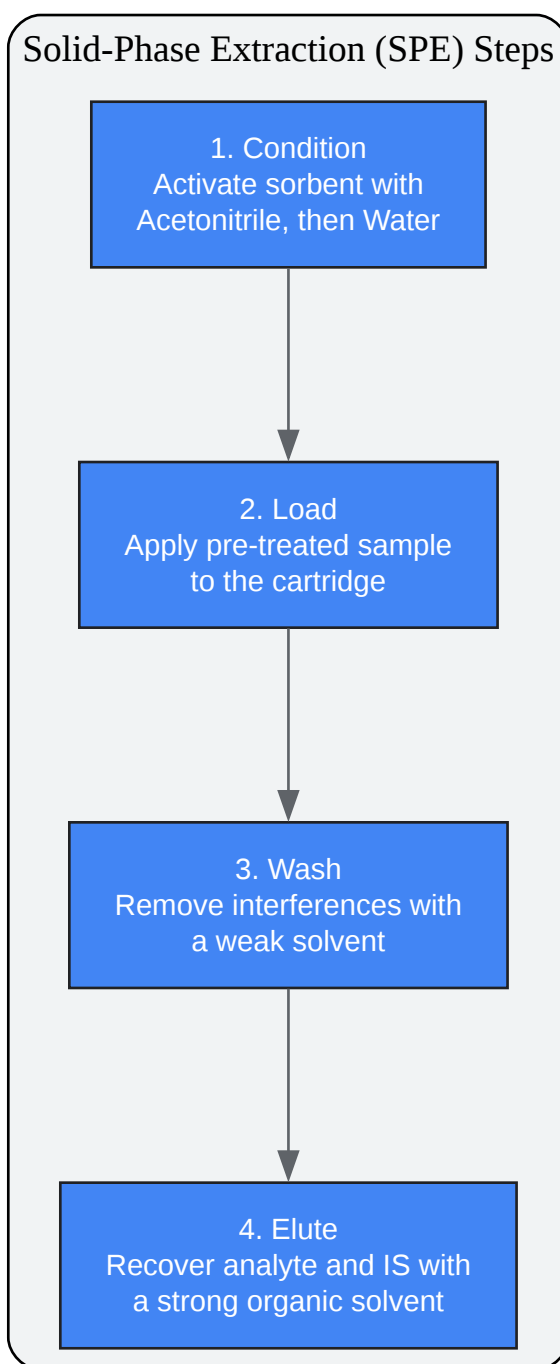 Solid-Phase Extraction (SPE) Steps
1. Condition
Activate sorbent with
Acetonitrile, then Water
2. Load
Apply pre-treated sample
to the cartridge
3. Wash
Remove interferences with
a weak solvent
4. Elute
Recover analyte and IS with
a strong organic solvent